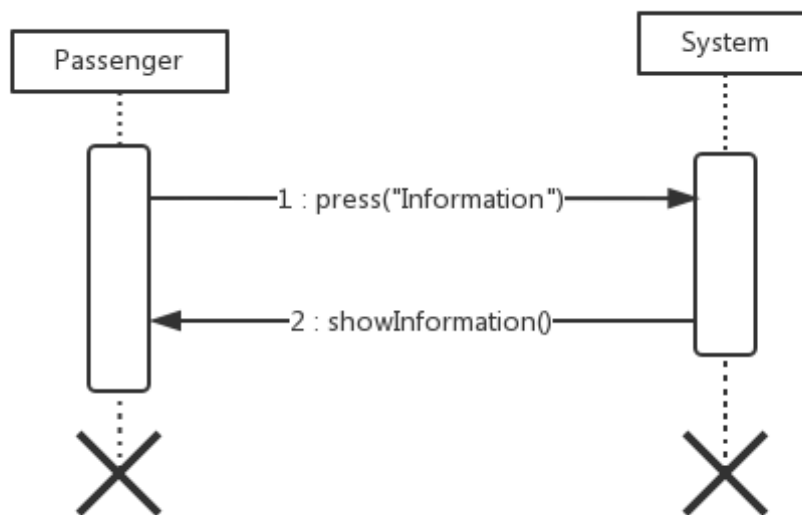 System
Passenger
1 : press("Information")
2 : showInformation()